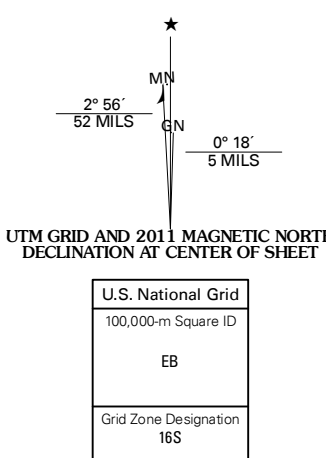 ★
MN
2° 56´
52 MILS
GN
0° 18´
5 MILS
UTM GRID AND 2011 MAGNETIC NORTH
DECLINATION AT CENTER OF SHEET
U.S. National Grid
100,000-m Square ID
EB
Grid Zone Designation
16S